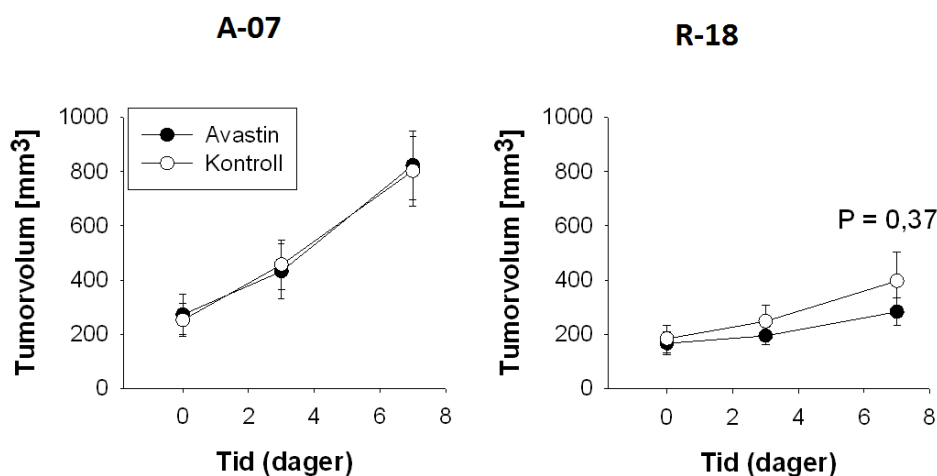 A-07
Tumorvolum [mm³]
1000
800
600
400
200
0
Avastin
Kontroll
0 2 4 6 8
Tid (dager)
R-18
Tumorvolum [mm³]
1000
800
600
400
200
0
P = 0,37
0 2 4 6 8
Tid (dager)